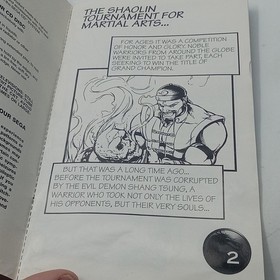 THE SHAOLIN
TOURNAMENT FOR
MARTIAL ARTS...
FOR AGES IT WAS A COMPETITION
OF HONOR AND GLORY. NOBLE
WARRIORS FROM AROUND THE GLOBE
WERE INVITED TO TAKE PART, EACH
SEEKING TO WIN THE TITLE OF
GRAND CHAMPION.
BUT THAT WAS A LONG TIME AGO...
BEFORE THE TOURNAMENT WAS CORRUPTED
BY THE EVIL DEMON SHANG TSUNG, A
WARRIOR WHO TOOK NOT ONLY THE LIVES OF
HIS OPPONENTS, BUT THEIR VERY SOULS...
2
CD DISC
SEGA